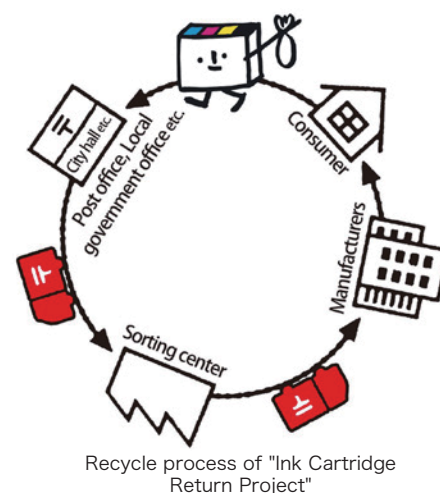 City hall etc.
Post office, Local
government office etc.
Consumer
Manufacturers
Sorting center
Recycle process of "Ink Cartridge
Return Project"